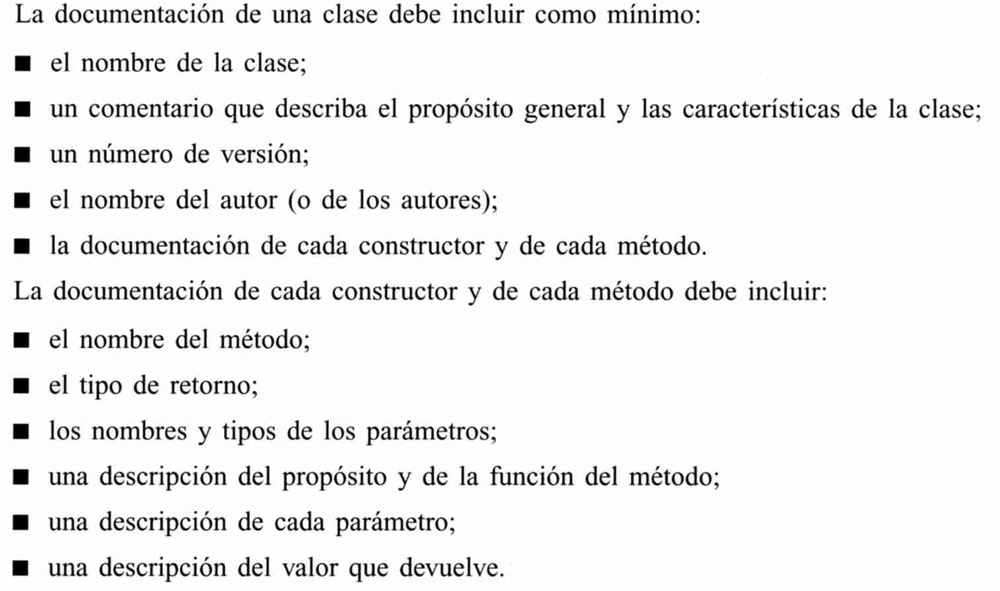 La documentación de una clase debe incluir como mínimo:
■ el nombre de la clase;
■ un comentario que describa el propósito general y las características de la clase;
■ un número de versión;
■ el nombre del autor (o de los autores);
■ la documentación de cada constructor y de cada método.
La documentación de cada constructor y de cada método debe incluir:
■ el nombre del método;
■ el tipo de retorno;
■ los nombres y tipos de los parámetros;
■ una descripción del propósito y de la función del método;
■ una descripción de cada parámetro;
■ una descripción del valor que devuelve.